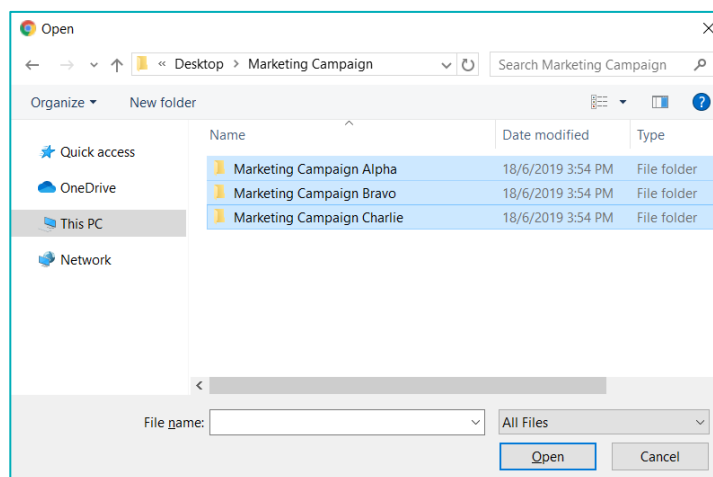 Open
« Desktop > Marketing Campaign
Search Marketing Campaign
Organize
New folder
?
Name
Date modified
Type
Quick access
OneDrive
This PC
Network
Marketing Campaign Alpha 18/6/2019 3:54 PM File folder
Marketing Campaign Bravo 18/6/2019 3:54 PM File folder
Marketing Campaign Charlie 18/6/2019 3:54 PM File folder
File name:
All Files
Open
Cancel